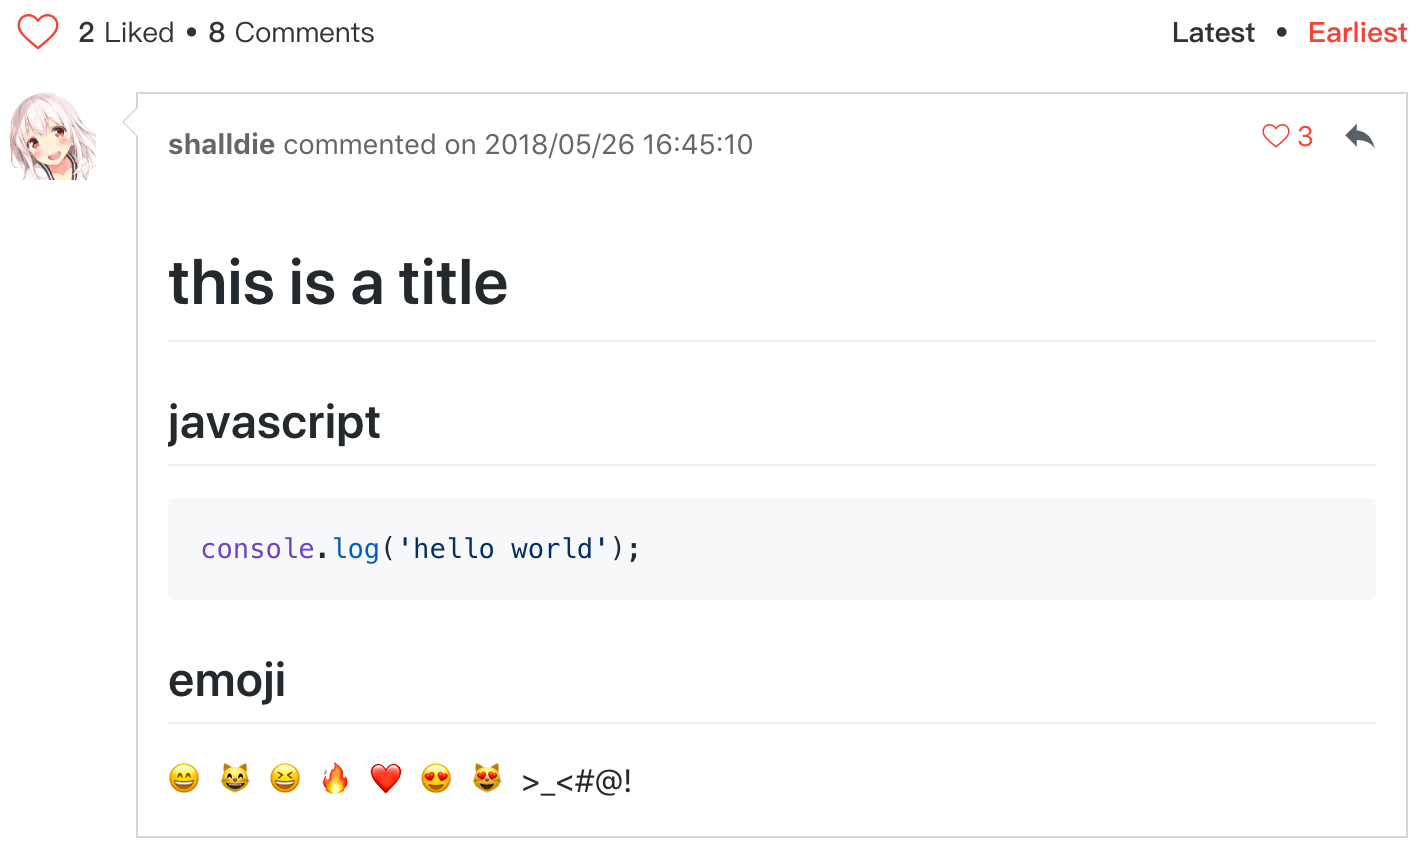 2 Liked • 8 Comments
Latest • Earliest
shalldie commented on 2018/05/26 16:45:10
3
this is a title
javascript
console.log('hello world');
emoji
😄 😸 😆 🔥 ❤️ 😍 😻 >_<#@!